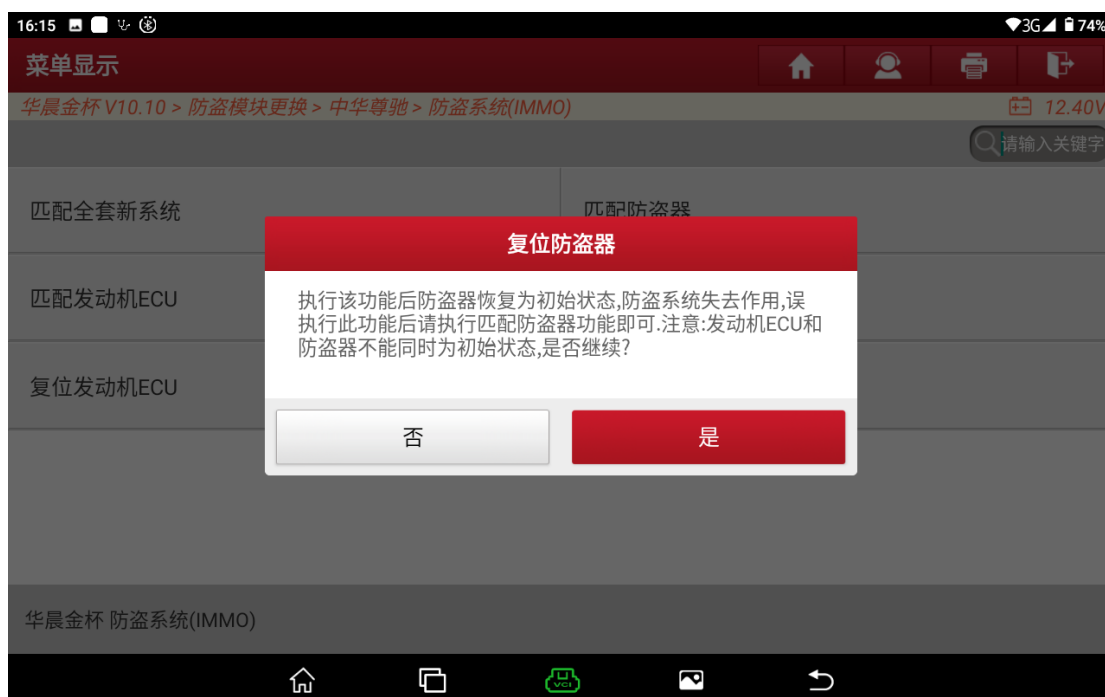 16:15 3G 74%
菜单显示
华晨金杯 V10.10 > 防盗模块更换 > 中华尊驰 > 防盗系统(IMMO) 12.40V
请输入关键字
匹配全套新系统 匹配防盗器
复位防盗器
匹配发动机ECU
执行该功能后防盗器恢复为初始状态,防盗系统失去作用,误
执行此功能后请执行匹配防盗器功能即可.注意:发动机ECU和
防盗器不能同时为初始状态,是否继续?
复位发动机ECU
否 是
华晨金杯 防盗系统(IMMO)
VCI